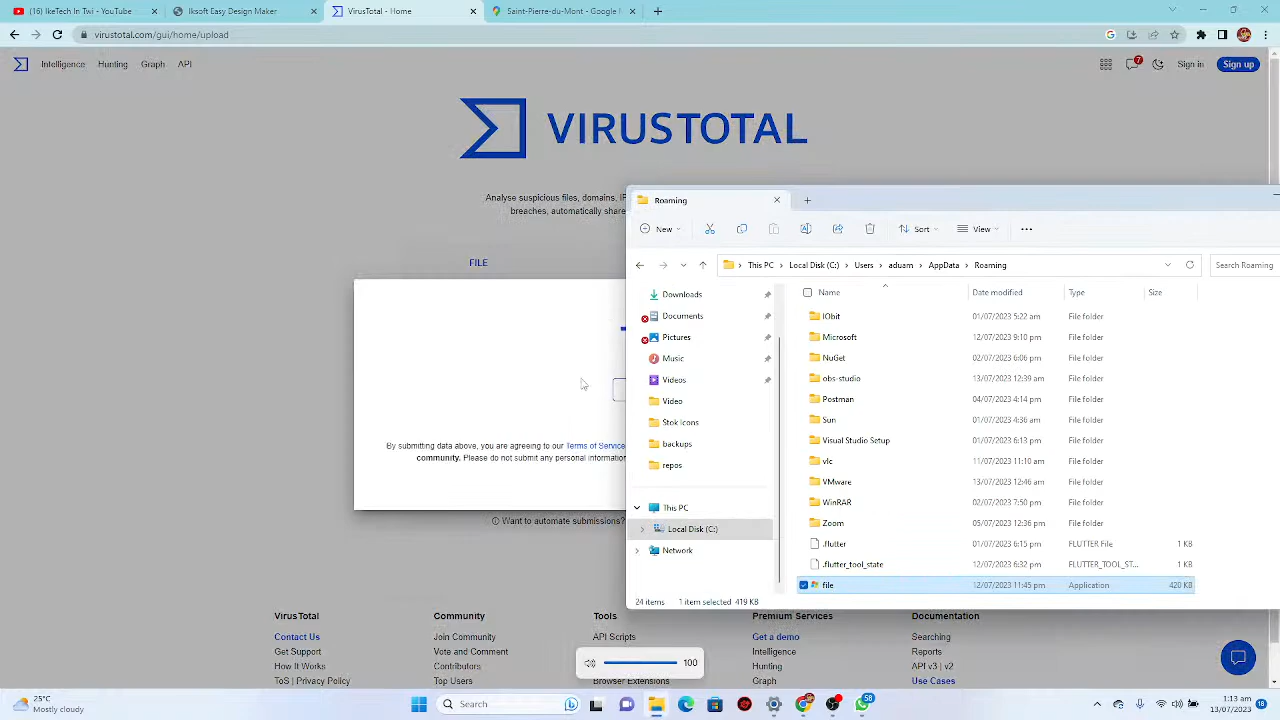 (16) IkeTech In Twi - YouTube
Iksoft Easy Design Maker
VirusTotal - Home
Saint-Pierre-du-Mont - Google
virustotal.com/gui/home/upload
Intelligence Hunting Graph API
7
Sign in
Sign up
VIRUSTOTAL
Analyse suspicious files, domains, IP
breaches, automatically share
FILE
By submitting data above, you are agreeing to our Terms of Service
community. Please do not submit any personal information
Want to automate submissions?
Roaming
New
Sort
View
This PC > Local Disk (C:) > Users > aduam > AppData > Roaming
Search Roaming
Downloads
Documents
Pictures
Music
Videos
Video
Stok Icons
backups
repos
This PC
Local Disk (C:)
Network
Name Date modified Type Size
IObit 01/07/2023 5:22 am File folder
Microsoft 12/07/2023 9:10 pm File folder
NuGet 02/07/2023 6:06 pm File folder
obs-studio 13/07/2023 12:39 am File folder
Postman 04/07/2023 4:14 pm File folder
Sun 01/07/2023 4:36 am File folder
Visual Studio Setup 01/07/2023 6:13 pm File folder
vlc 11/07/2023 11:10 am File folder
VMware 13/07/2023 12:46 am File folder
WinRAR 02/07/2023 7:50 pm File folder
Zoom 05/07/2023 12:36 pm File folder
.flutter 01/07/2023 6:15 pm FLUTTER File 1 KB
.flutter_tool_state 12/07/2023 6:32 pm FLUTTER_TOOL_ST... 1 KB
file 12/07/2023 11:45 pm Application 420 KB
24 items 1 item selected 419 KB
VirusTotal
Contact Us
Get Support
How It Works
ToS | Privacy Policy
Community
Join Community
Vote and Comment
Contributors
Top Users
Tools
API Scripts
Browser Extensions
Premium Services
Get a demo
Intelligence
Hunting
Graph
Documentation
Searching
Reports
API v3 | v2
Use Cases
100
25°C
Mostly cloudy
Search
58
1:13 am
13/07/2023